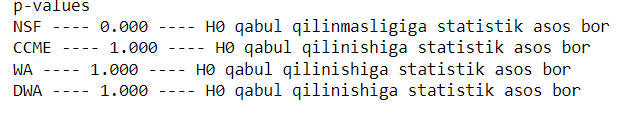 p-values
NSF ---- 0.000 ---- H0 qabul qilinmasligiga statistik asos bor
CCME ---- 1.000 ---- H0 qabul qilinishiga statistik asos bor
WA ---- 1.000 ---- H0 qabul qilinishiga statistik asos bor
DWA ---- 1.000 ---- H0 qabul qilinishiga statistik asos bor